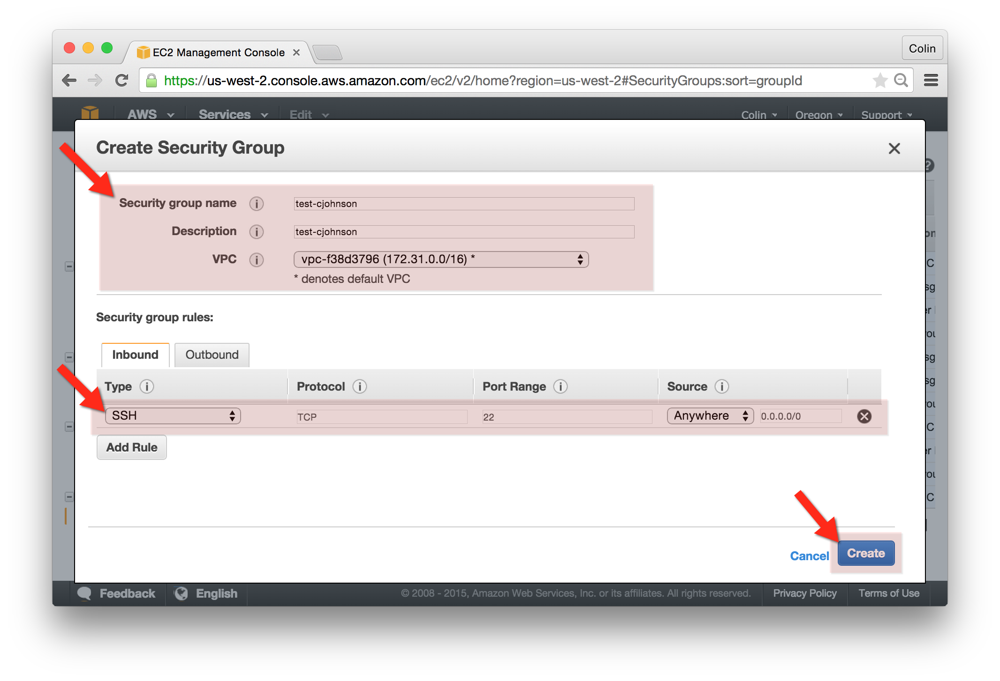 EC2 Management Console
Colin
https://us-west-2.console.aws.amazon.com/ec2/v2/home?region=us-west-2#SecurityGroups:sort=groupId
AWS Services Edit Colin Oregon Support
Create Security Group
Security group name i test-cjohnson
Description i test-cjohnson
VPC i vpc-f38d3796 (172.31.0.0/16) *
* denotes default VPC
Security group rules:
Inbound Outbound
Type i Protocol i Port Range i Source i
SSH TCP 22 Anywhere 0.0.0.0/0
Add Rule
Cancel Create
Feedback English © 2008 - 2015, Amazon Web Services, Inc. or its affiliates. All rights reserved. Privacy Policy Terms of Use